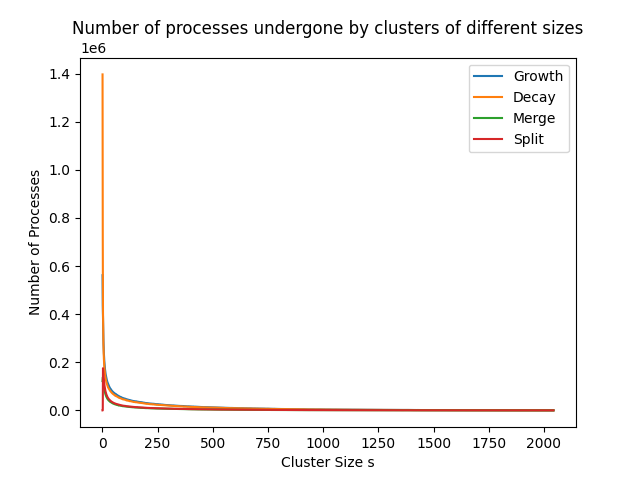 Number of processes undergone by clusters of different sizes
1e6
1.4
1.2
1.0
0.8
0.6
0.4
0.2
0.0
Number of Processes
Growth
Decay
Merge
Split
0 250 500 750 1000 1250 1500 1750 2000
Cluster Size s